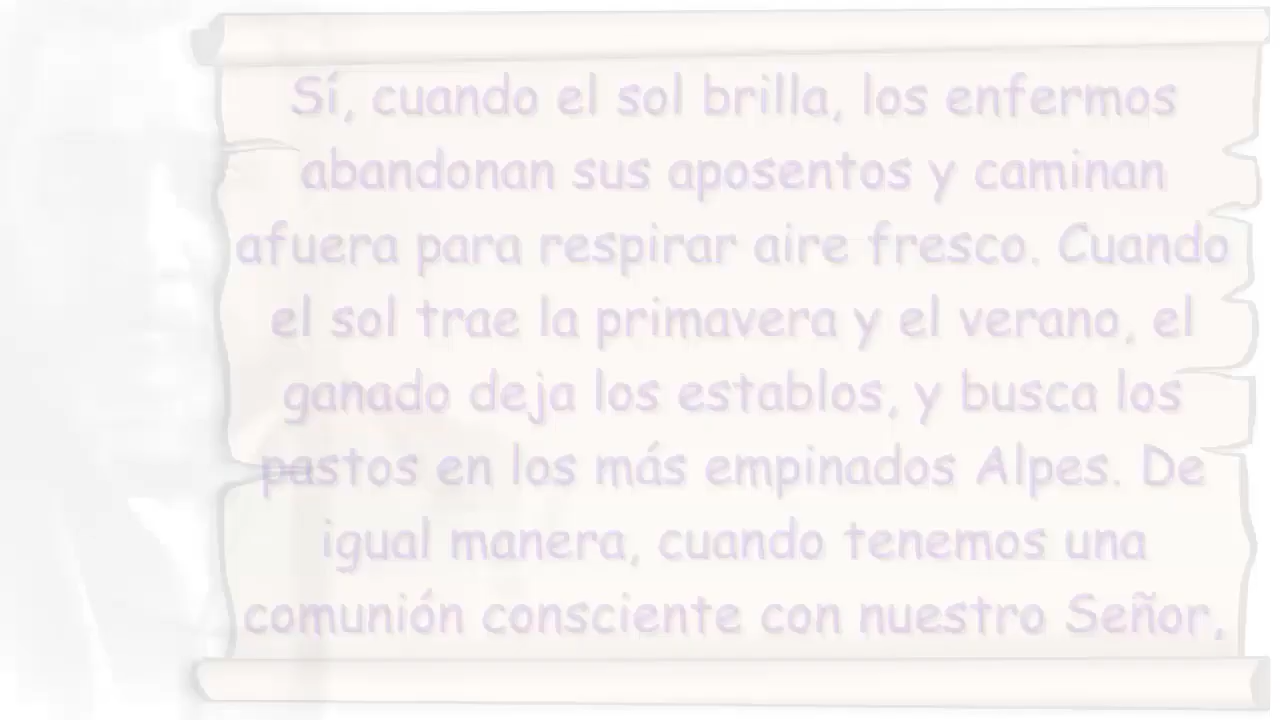 Sí, cuando el sol brilla, los enfermos
abandonan sus aposentos y caminan
afuera para respirar aire fresco. Cuando
el sol trae la primavera y el verano, el
ganado deja los establos, y busca los
pastos en los más empinados Alpes. De
igual manera, cuando tenemos una
comunión consciente con nuestro Señor,